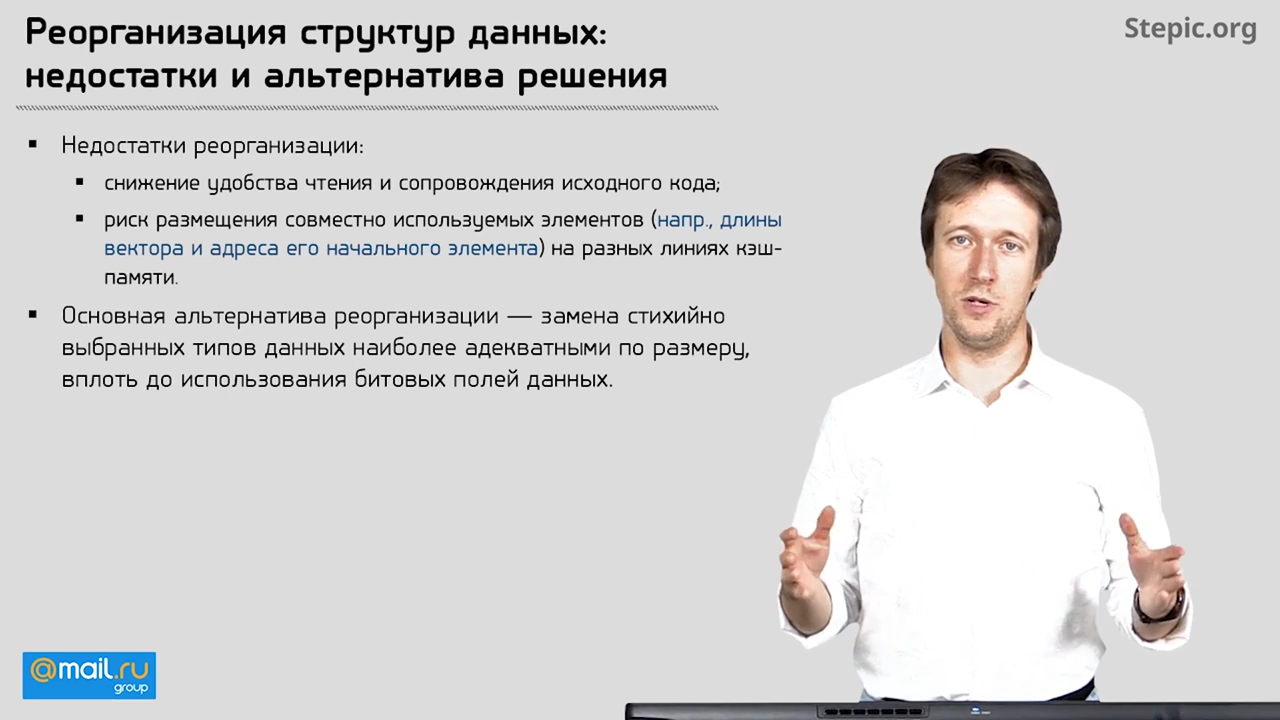 Реорганизация структур данных:
недостатки и альтернатива решения
Stepic.org
▪ Недостатки реорганизации:
▪ снижение удобства чтения и сопровождения исходного кода;
▪ риск размещения совместно используемых элементов (напр., длины
вектора и адреса его начального элемента) на разных линиях кэш-
памяти.
▪ Основная альтернатива реорганизации — замена стихийно
выбранных типов данных наиболее адекватными по размеру,
вплоть до использования битовых полей данных.
@mail.ru
group